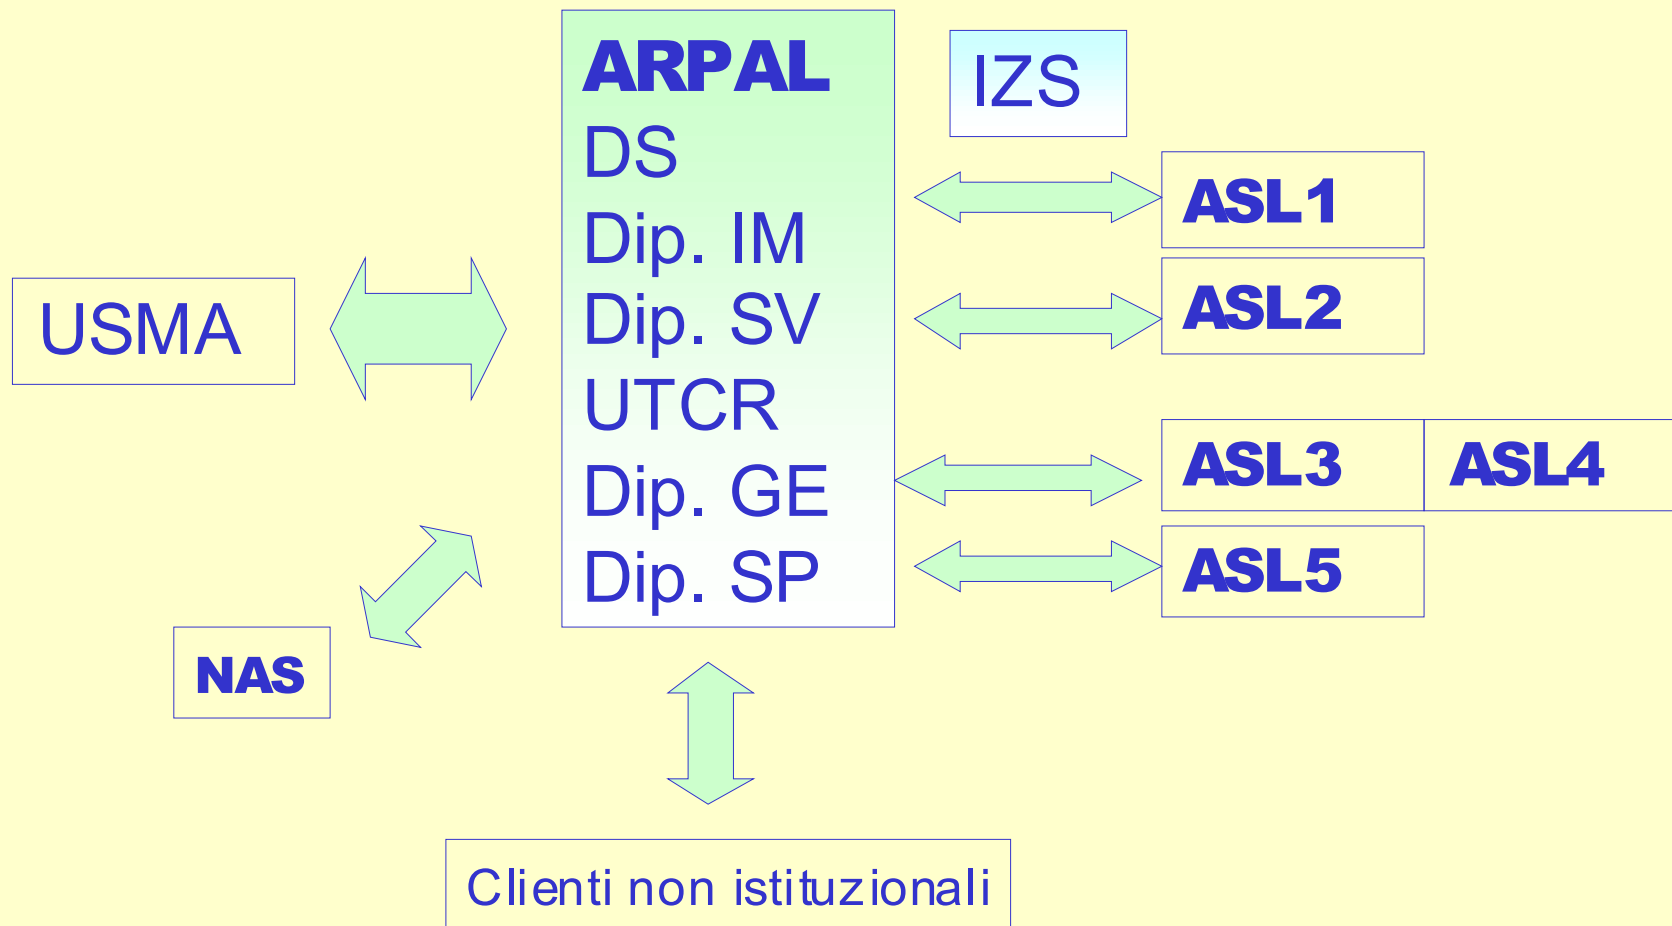 ARPAL
DS
Dip. IM
Dip. SV
UTCR
Dip. GE
Dip. SP
IZS
ASL1
ASL2
ASL3
ASL4
ASL5
USMA
NAS
Clienti non istituzionali